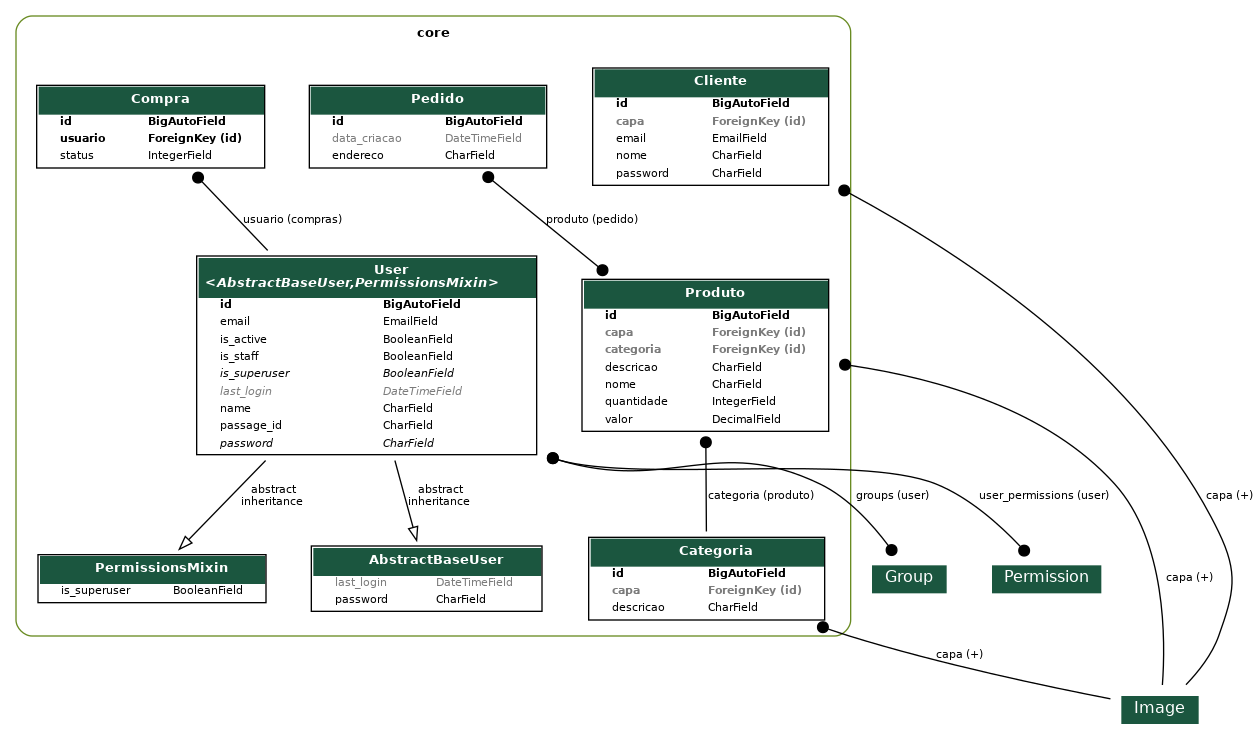 core
Compra
id BigAutoField
usuario ForeignKey (id)
status IntegerField
Pedido
id BigAutoField
data_criacao DateTimeField
endereco CharField
Cliente
id BigAutoField
capa ForeignKey (id)
email EmailField
nome CharField
password CharField
usuario (compras)
produto (pedido)
User
<AbstractBaseUser,PermissionsMixin>
id BigAutoField
email EmailField
is_active BooleanField
is_staff BooleanField
is_superuser BooleanField
last_login DateTimeField
name CharField
passage_id CharField
password CharField
Produto
id BigAutoField
capa ForeignKey (id)
categoria ForeignKey (id)
descricao CharField
nome CharField
quantidade IntegerField
valor DecimalField
abstract
inheritance
abstract
inheritance
categoria (produto)
groups (user)
user_permissions (user)
capa (+)
PermissionsMixin
is_superuser BooleanField
AbstractBaseUser
last_login DateTimeField
password CharField
Categoria
id BigAutoField
capa ForeignKey (id)
descricao CharField
Group
Permission
capa (+)
capa (+)
Image